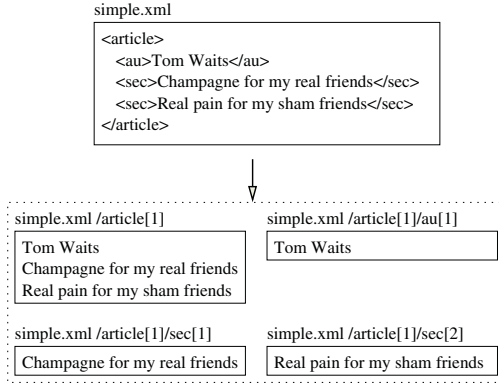 simple.xml
<article>
<au>Tom Waits</au>
<sec>Champagne for my real friends</sec>
<sec>Real pain for my sham friends</sec>
</article>
simple.xml /article[1]
Tom Waits
Champagne for my real friends
Real pain for my sham friends
simple.xml /article[1]/au[1]
Tom Waits
simple.xml /article[1]/sec[1]
Champagne for my real friends
simple.xml /article[1]/sec[2]
Real pain for my sham friends